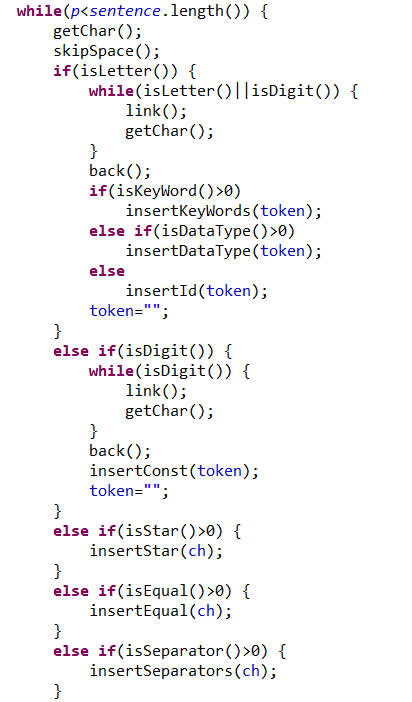 while(p<sentence.length()) {
    getChar();
    skipSpace();
    if(isLetter()) {
        while(isLetter()||isDigit()) {
            link();
            getChar();
        }
        back();
        if(isKeyWord()>0)
            insertKeyWords(token);
        else if(isDataType()>0)
            insertDataType(token);
        else
            insertId(token);
        token="";
    }
    else if(isDigit()) {
        while(isDigit()) {
            link();
            getChar();
        }
        back();
        insertConst(token);
        token="";
    }
    else if(isStar()>0) {
        insertStar(ch);
    }
    else if(isEqual()>0) {
        insertEqual(ch);
    }
    else if(isSeparator()>0) {
        insertSeparators(ch);
    }